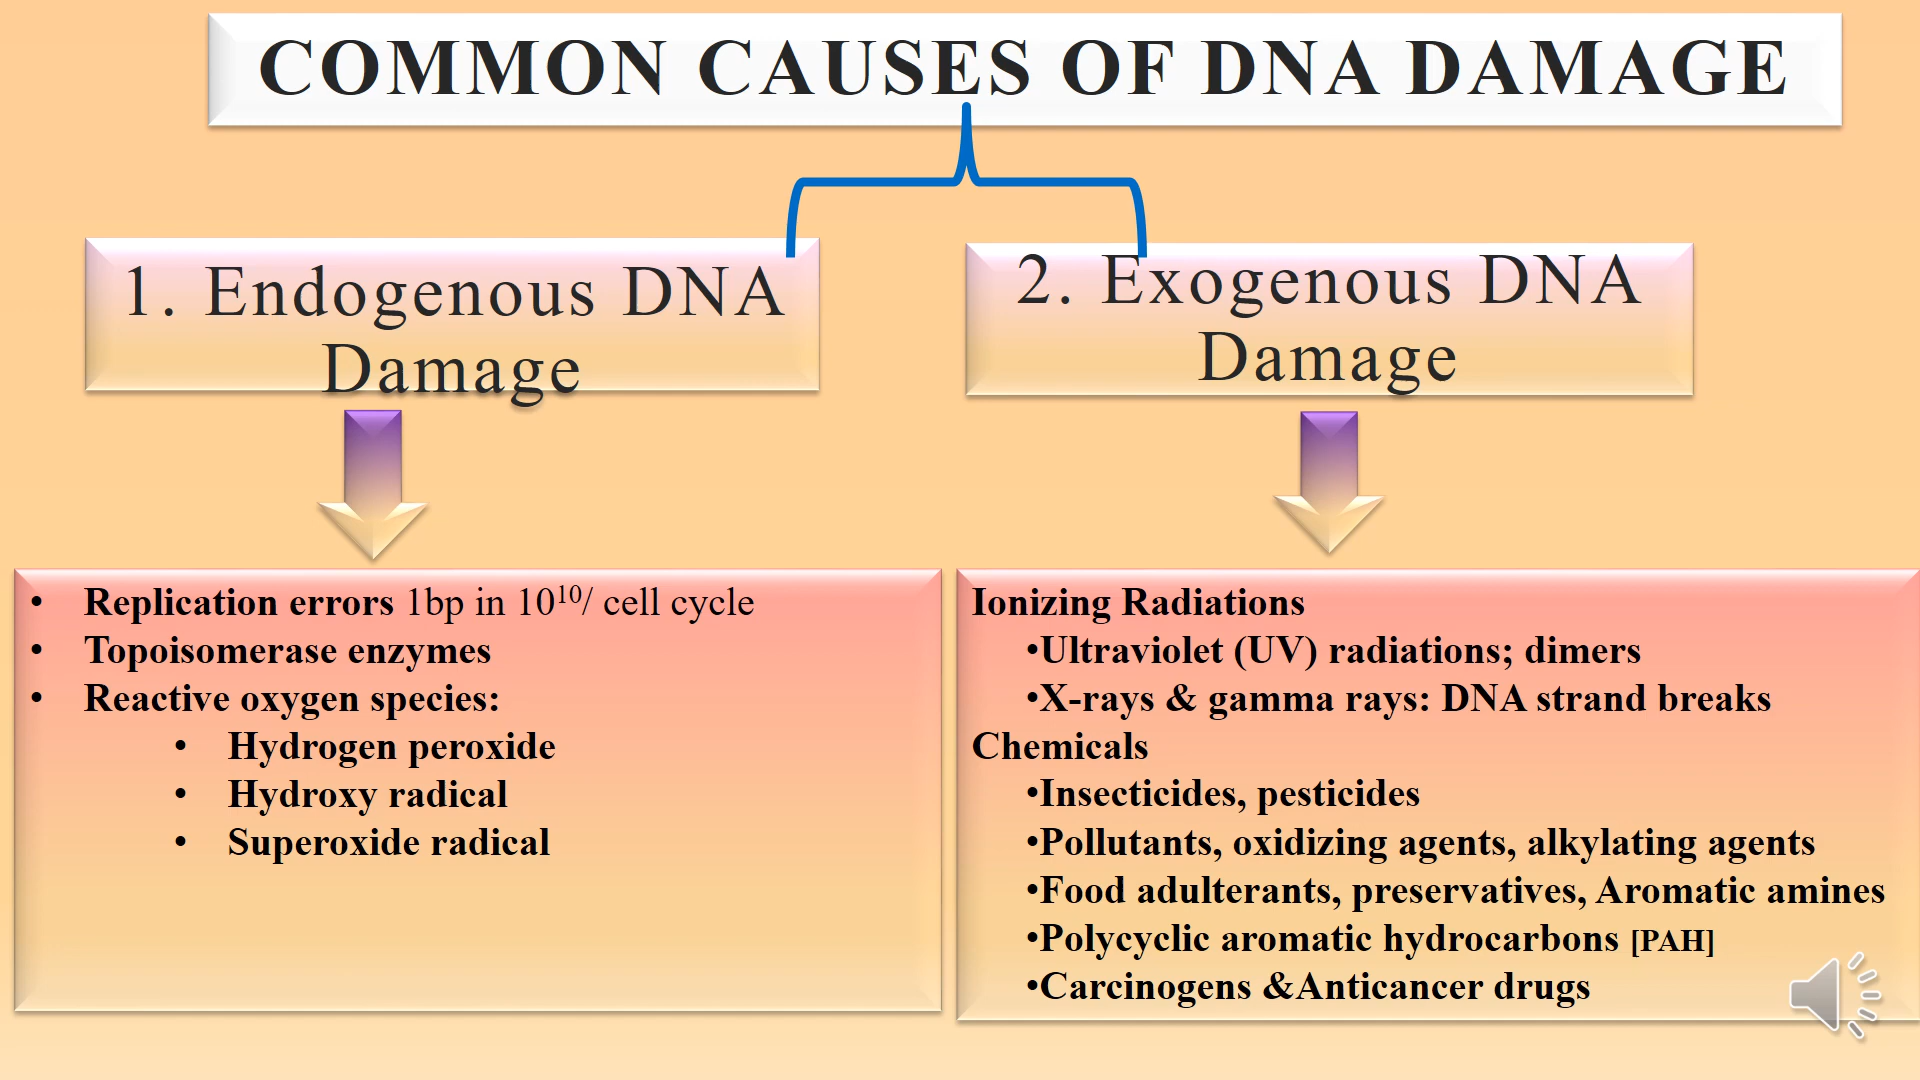 COMMON CAUSES OF DNA DAMAGE
1. Endogenous DNA
Damage
2. Exogenous DNA
Damage
• Replication errors 1bp in 10¹⁰/ cell cycle
• Topoisomerase enzymes
• Reactive oxygen species:
• Hydrogen peroxide
• Hydroxy radical
• Superoxide radical
Ionizing Radiations
•Ultraviolet (UV) radiations; dimers
•X-rays & gamma rays: DNA strand breaks
Chemicals
•Insecticides, pesticides
•Pollutants, oxidizing agents, alkylating agents
•Food adulterants, preservatives, Aromatic amines
•Polycyclic aromatic hydrocarbons [PAH]
•Carcinogens &Anticancer drugs